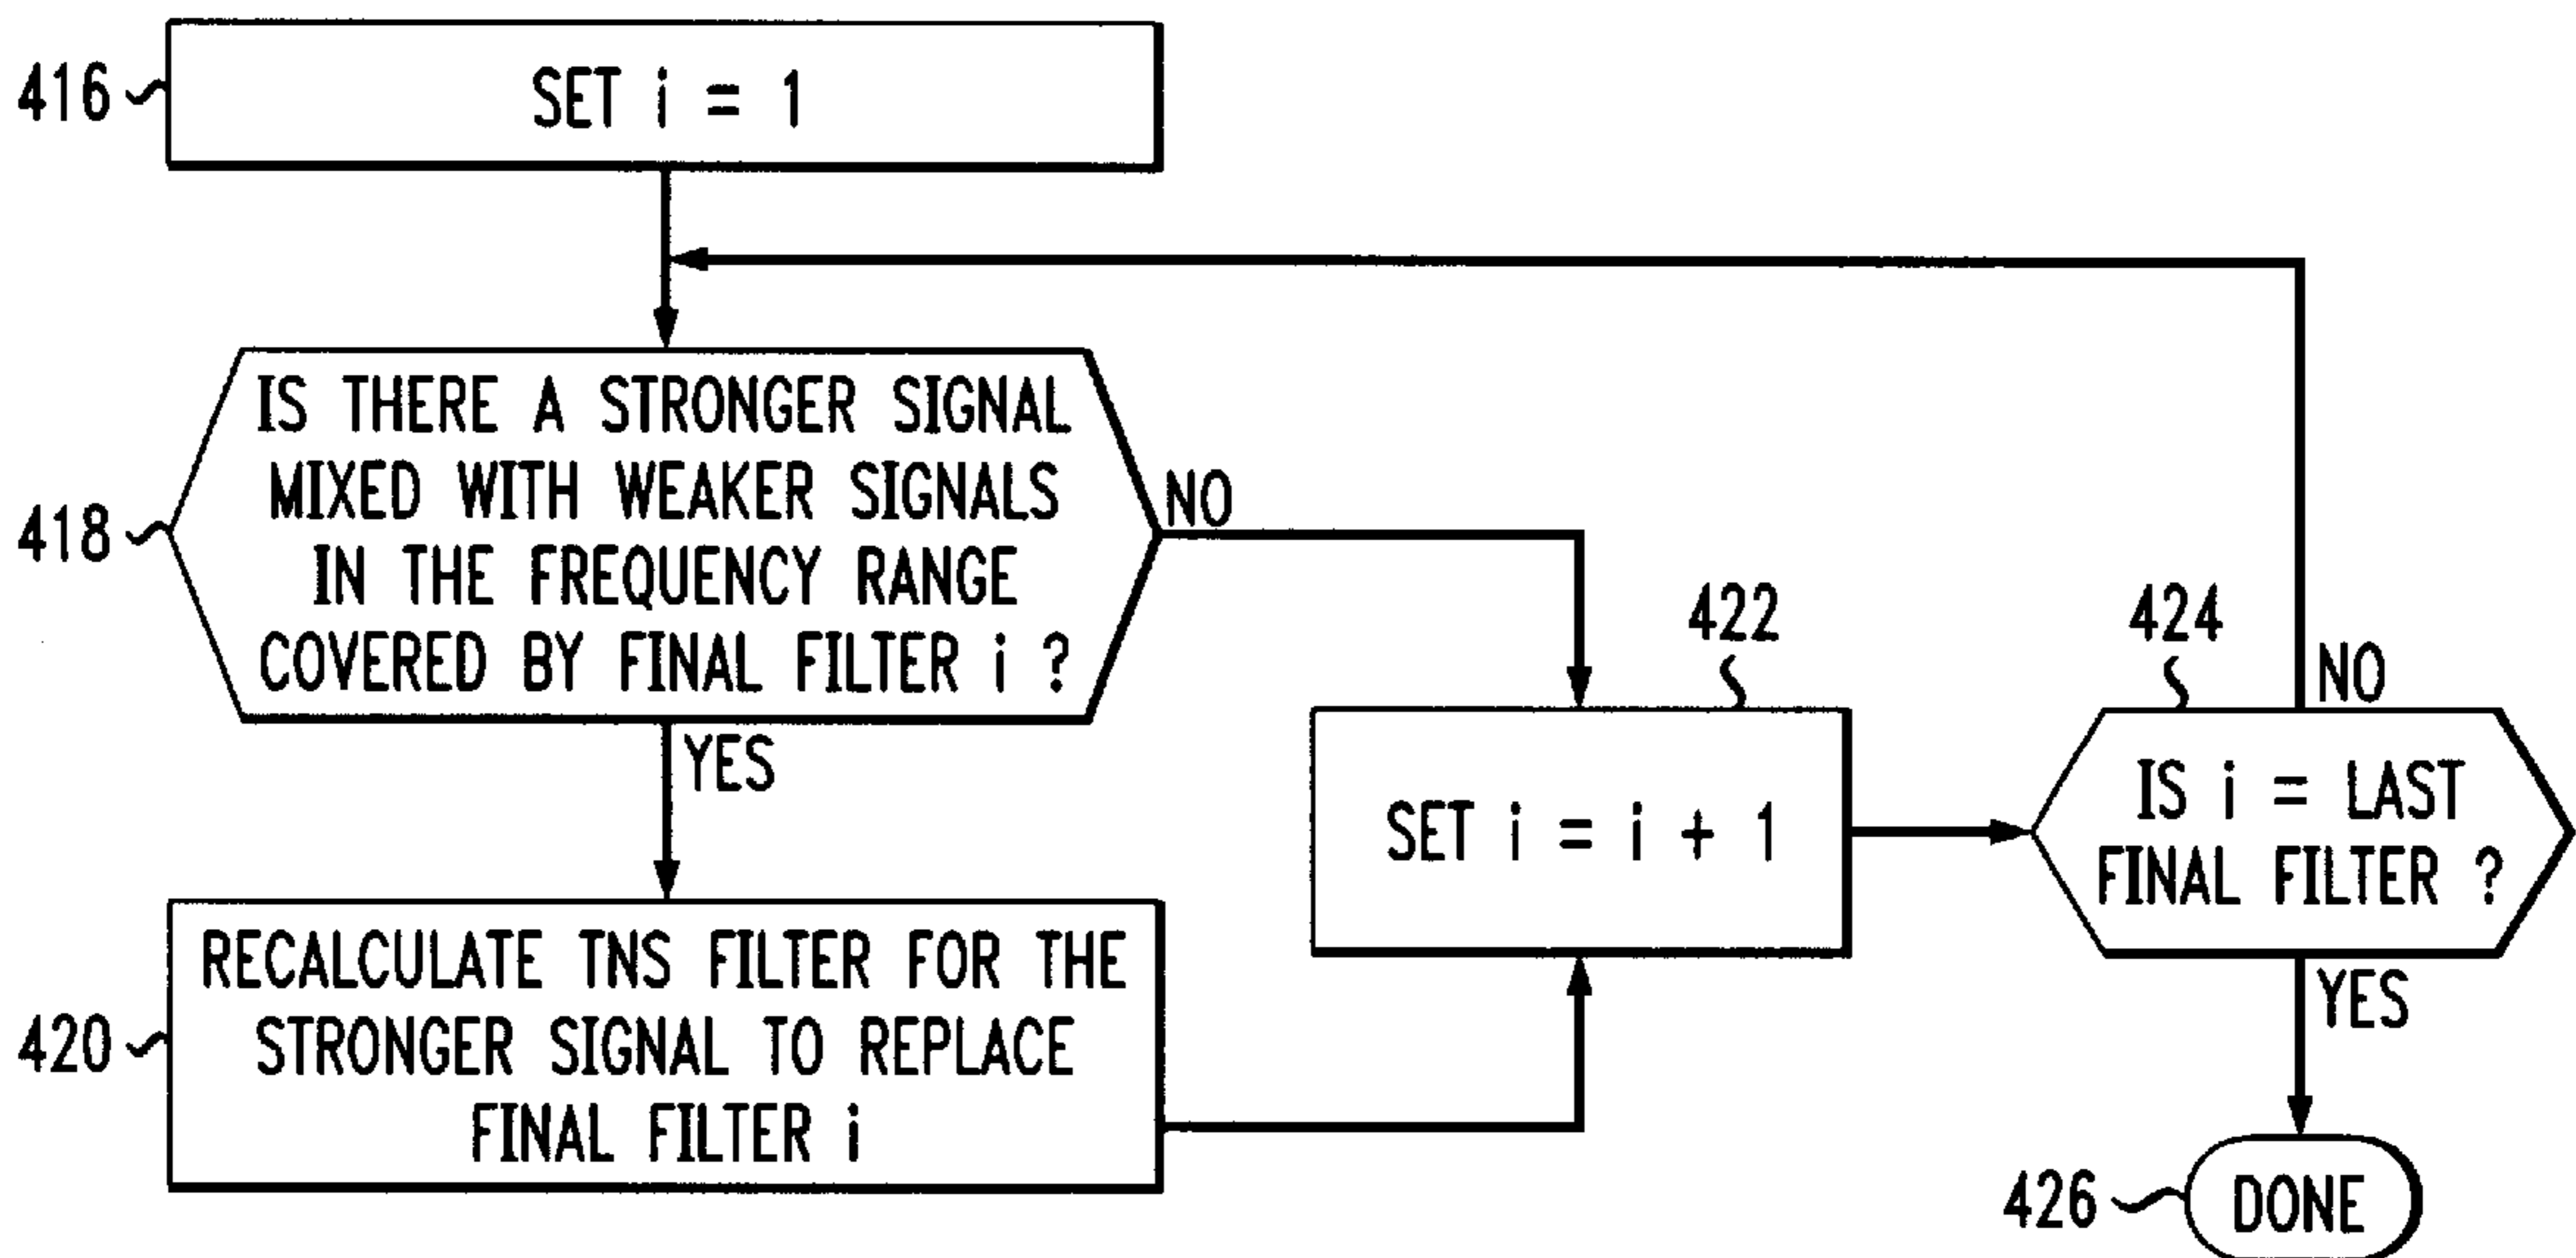 416
SET i = 1
418
IS THERE A STRONGER SIGNAL
MIXED WITH WEAKER SIGNALS
IN THE FREQUENCY RANGE
COVERED BY FINAL FILTER i ?
NO
YES
420
RECALCULATE TNS FILTER FOR THE
STRONGER SIGNAL TO REPLACE
FINAL FILTER i
422
SET i = i + 1
424
NO
IS i = LAST
FINAL FILTER ?
YES
426
DONE